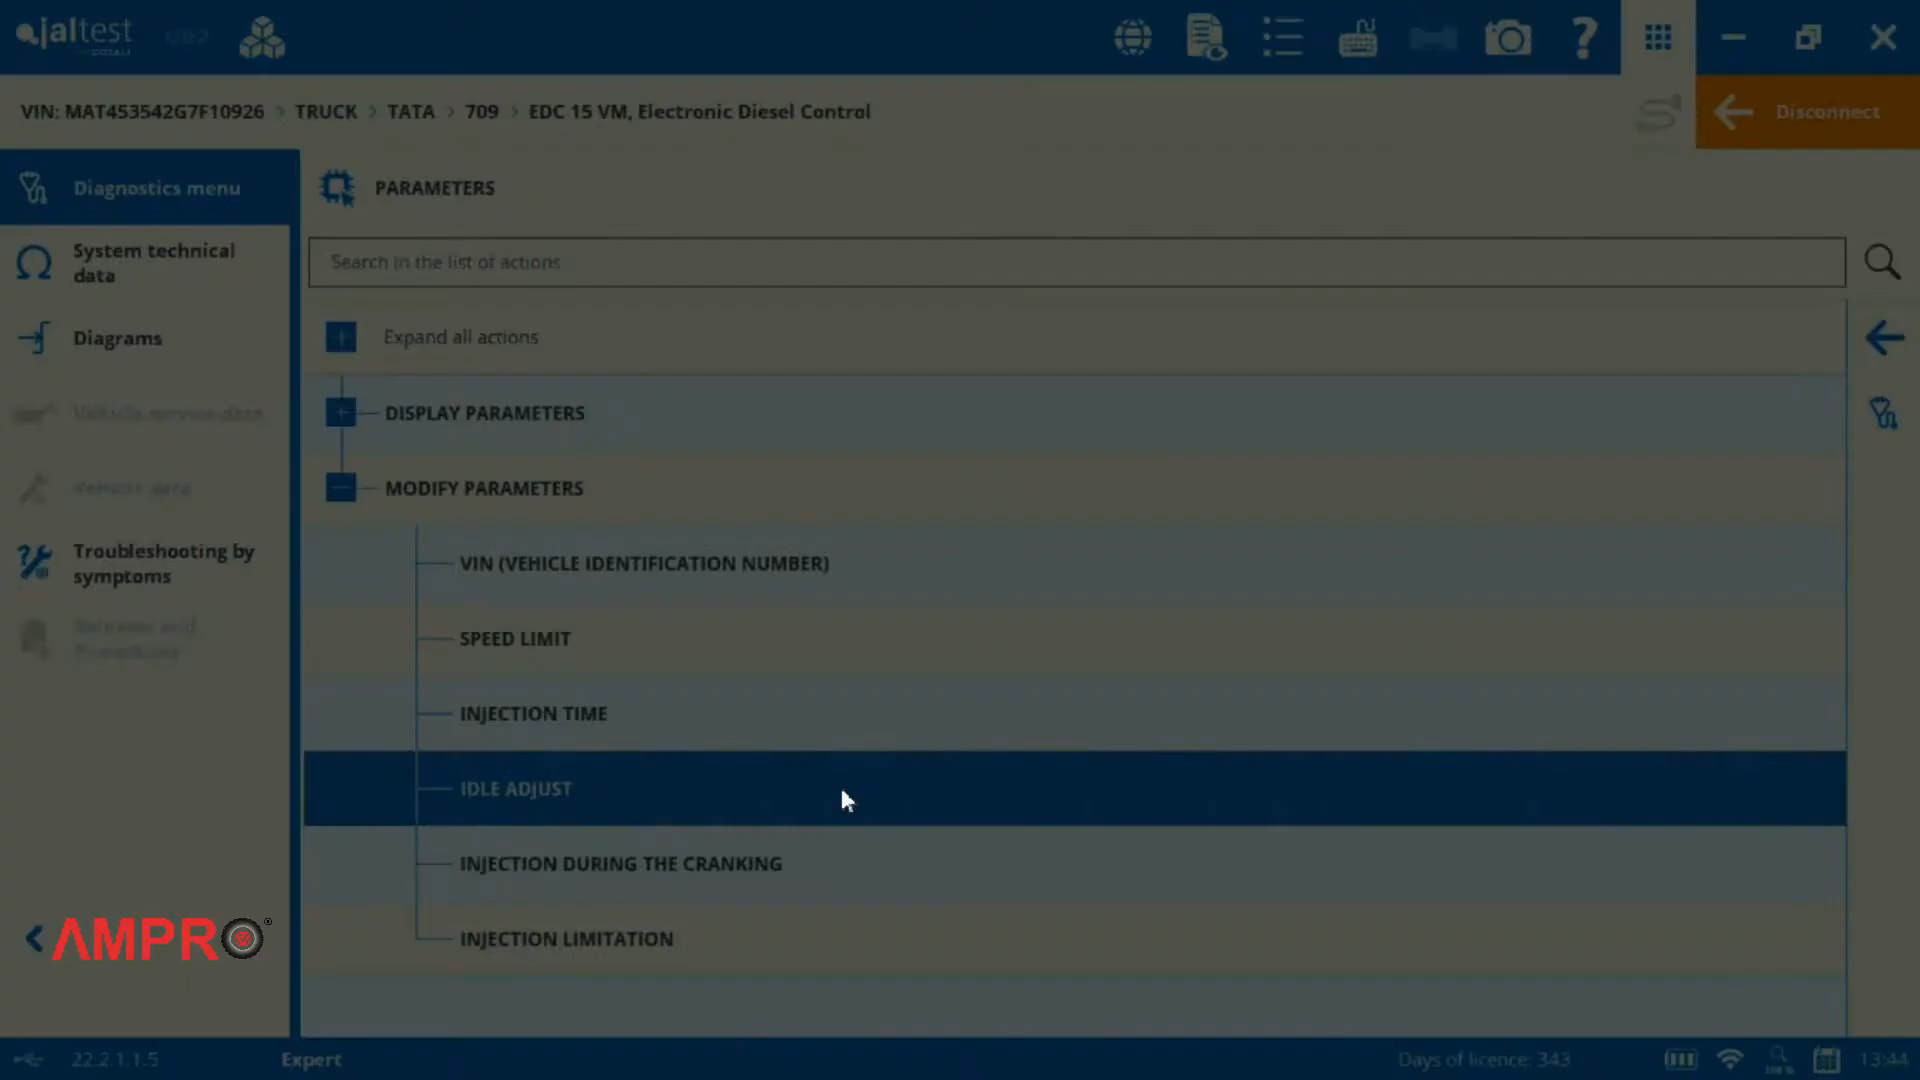 jaltest
COJALI
VIN: MAT453542G7F10926 > TRUCK > TATA > 709 > EDC 15 VM, Electronic Diesel Control
Disconnect
Diagnostics menu
System technical
data
Diagrams
Troubleshooting by
symptoms
PARAMETERS
Search in the list of actions
Expand all actions
DISPLAY PARAMETERS
MODIFY PARAMETERS
VIN (VEHICLE IDENTIFICATION NUMBER)
SPEED LIMIT
INJECTION TIME
IDLE ADJUST
INJECTION DURING THE CRANKING
INJECTION LIMITATION
AMPRO®
22.2.1.1.5
Expert
Days of licence: 343
13:44